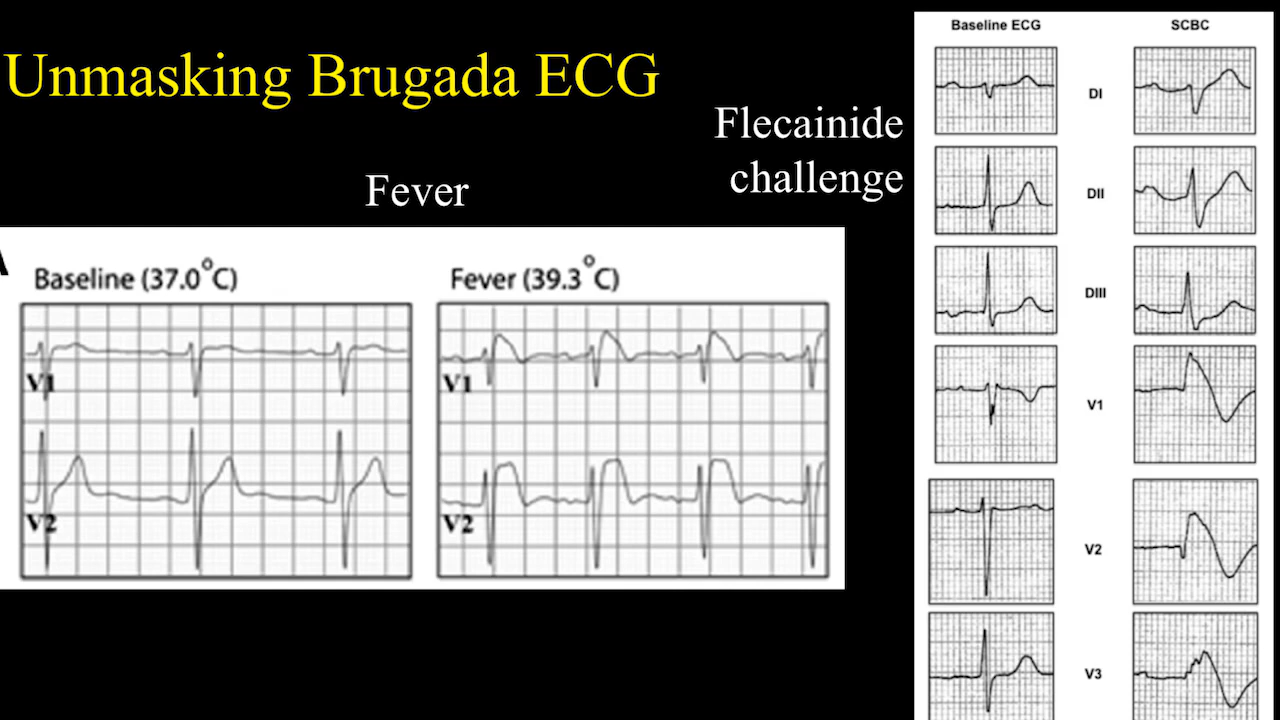 Unmasking Brugada ECG
Flecainide
challenge
Fever
Baseline (37.0°C)
Fever (39.3°C)
V1
V2
V1
V2
Baseline ECG
SCBC
DI
DII
DIII
V1
V2
V3